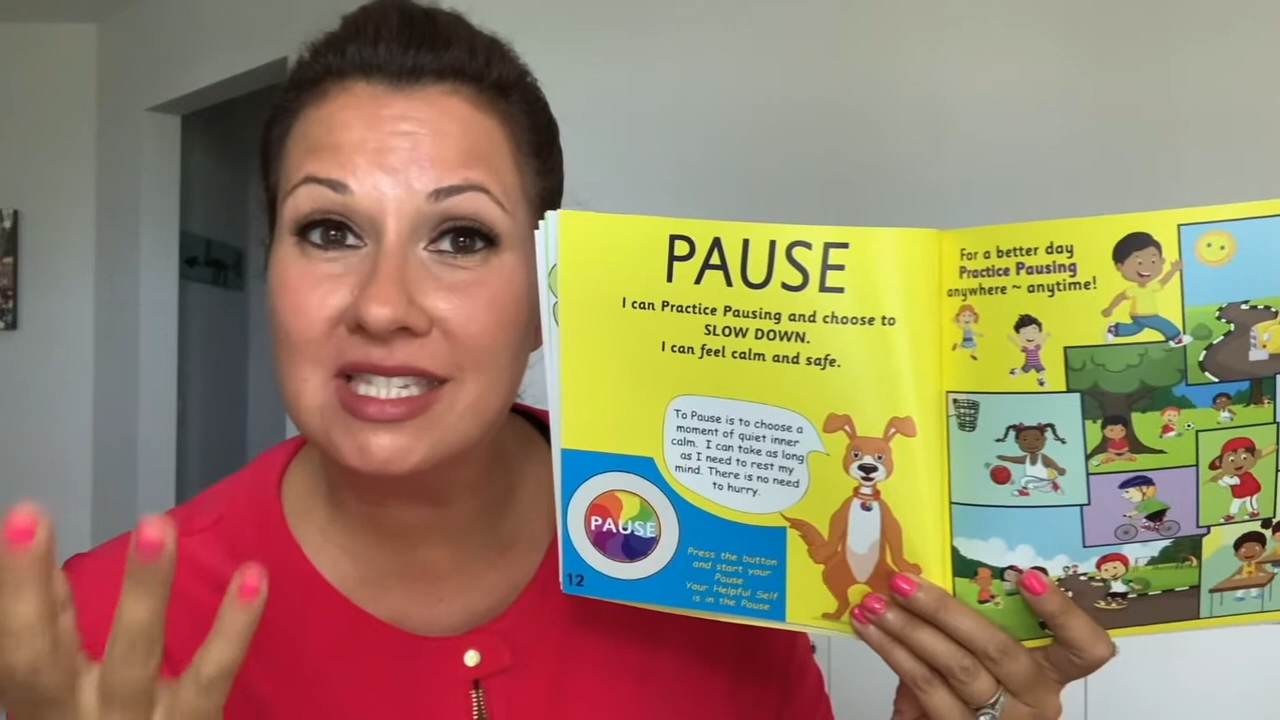 PAUSE
I can Practice Pausing and choose to
SLOW DOWN.
I can feel calm and safe.
To Pause is to choose a
moment of quiet inner
calm. I can take as long
as I need to rest my
mind. There is no need
to hurry.
PAUSE
Press the button
and start your
Pause
Your Helpful Self
is in the Pause
12
For a better day
Practice Pausing
anywhere ~ anytime!